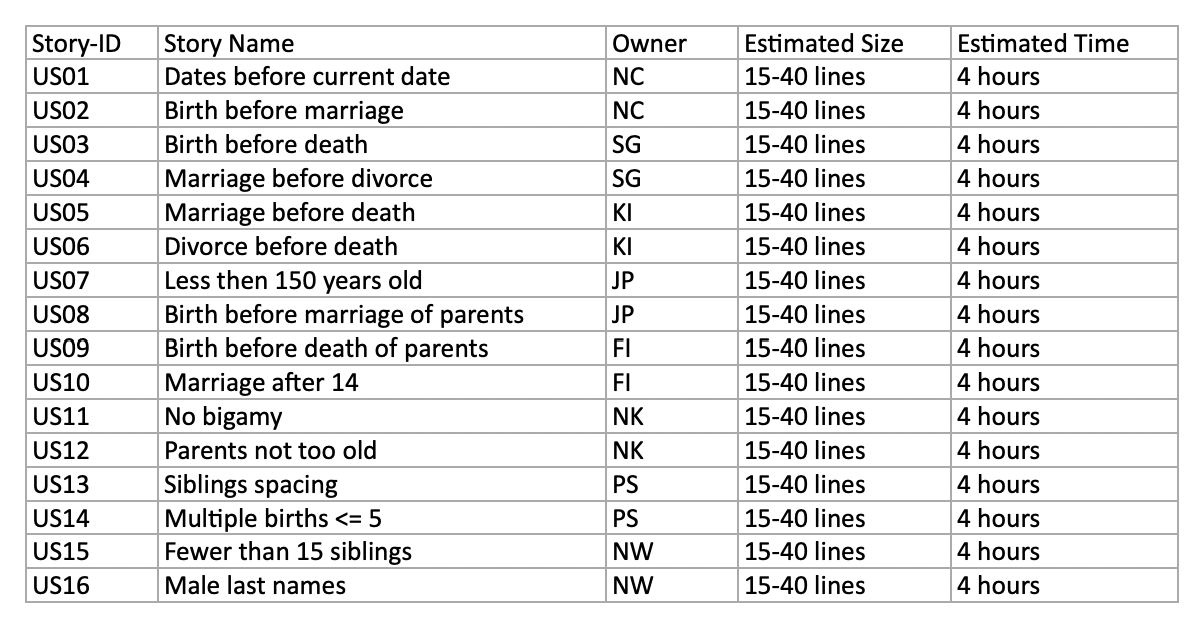 Story-ID Story Name Owner Estimated Size Estimated Time
US01 Dates before current date NC 15-40 lines 4 hours
US02 Birth before marriage NC 15-40 lines 4 hours
US03 Birth before death SG 15-40 lines 4 hours
US04 Marriage before divorce SG 15-40 lines 4 hours
US05 Marriage before death KI 15-40 lines 4 hours
US06 Divorce before death KI 15-40 lines 4 hours
US07 Less then 150 years old JP 15-40 lines 4 hours
US08 Birth before marriage of parents JP 15-40 lines 4 hours
US09 Birth before death of parents FI 15-40 lines 4 hours
US10 Marriage after 14 FI 15-40 lines 4 hours
US11 No bigamy NK 15-40 lines 4 hours
US12 Parents not too old NK 15-40 lines 4 hours
US13 Siblings spacing PS 15-40 lines 4 hours
US14 Multiple births <= 5 PS 15-40 lines 4 hours
US15 Fewer than 15 siblings NW 15-40 lines 4 hours
US16 Male last names NW 15-40 lines 4 hours